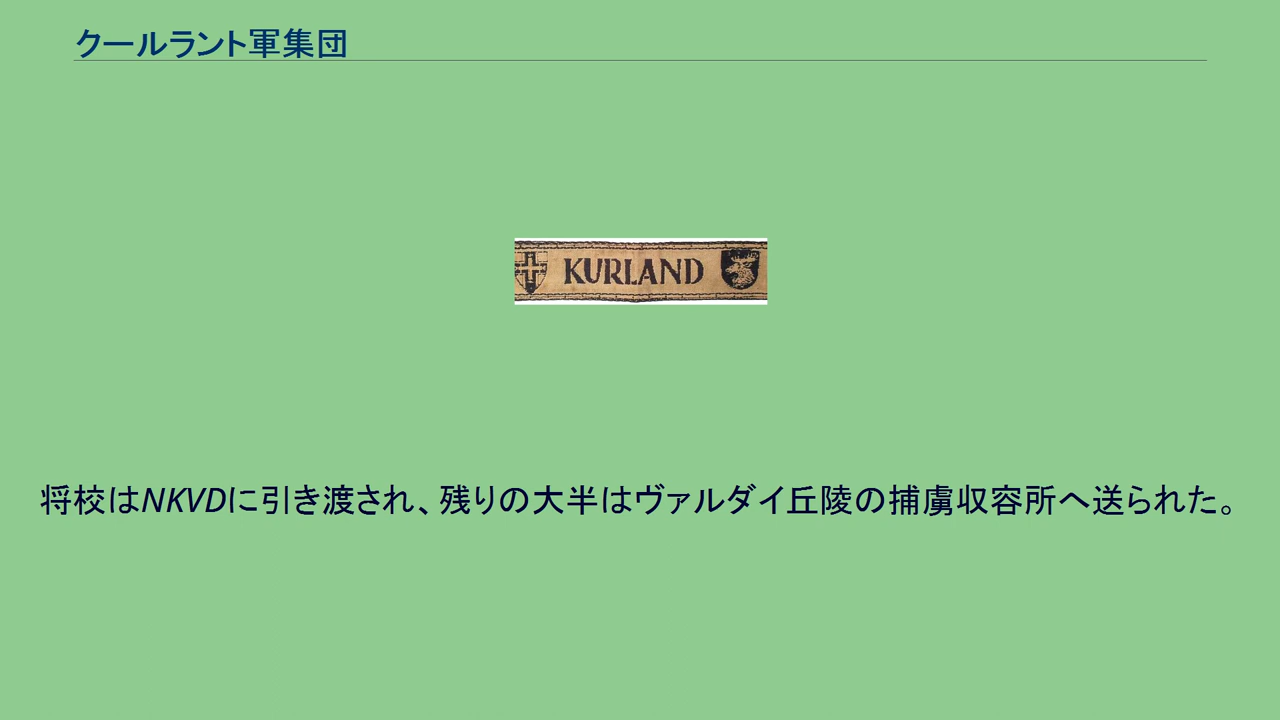 クールラント軍集団
KURLAND
将校はNKVDに引き渡され、残りの大半はヴァルダイ丘陵の捕虜収容所へ送られた。